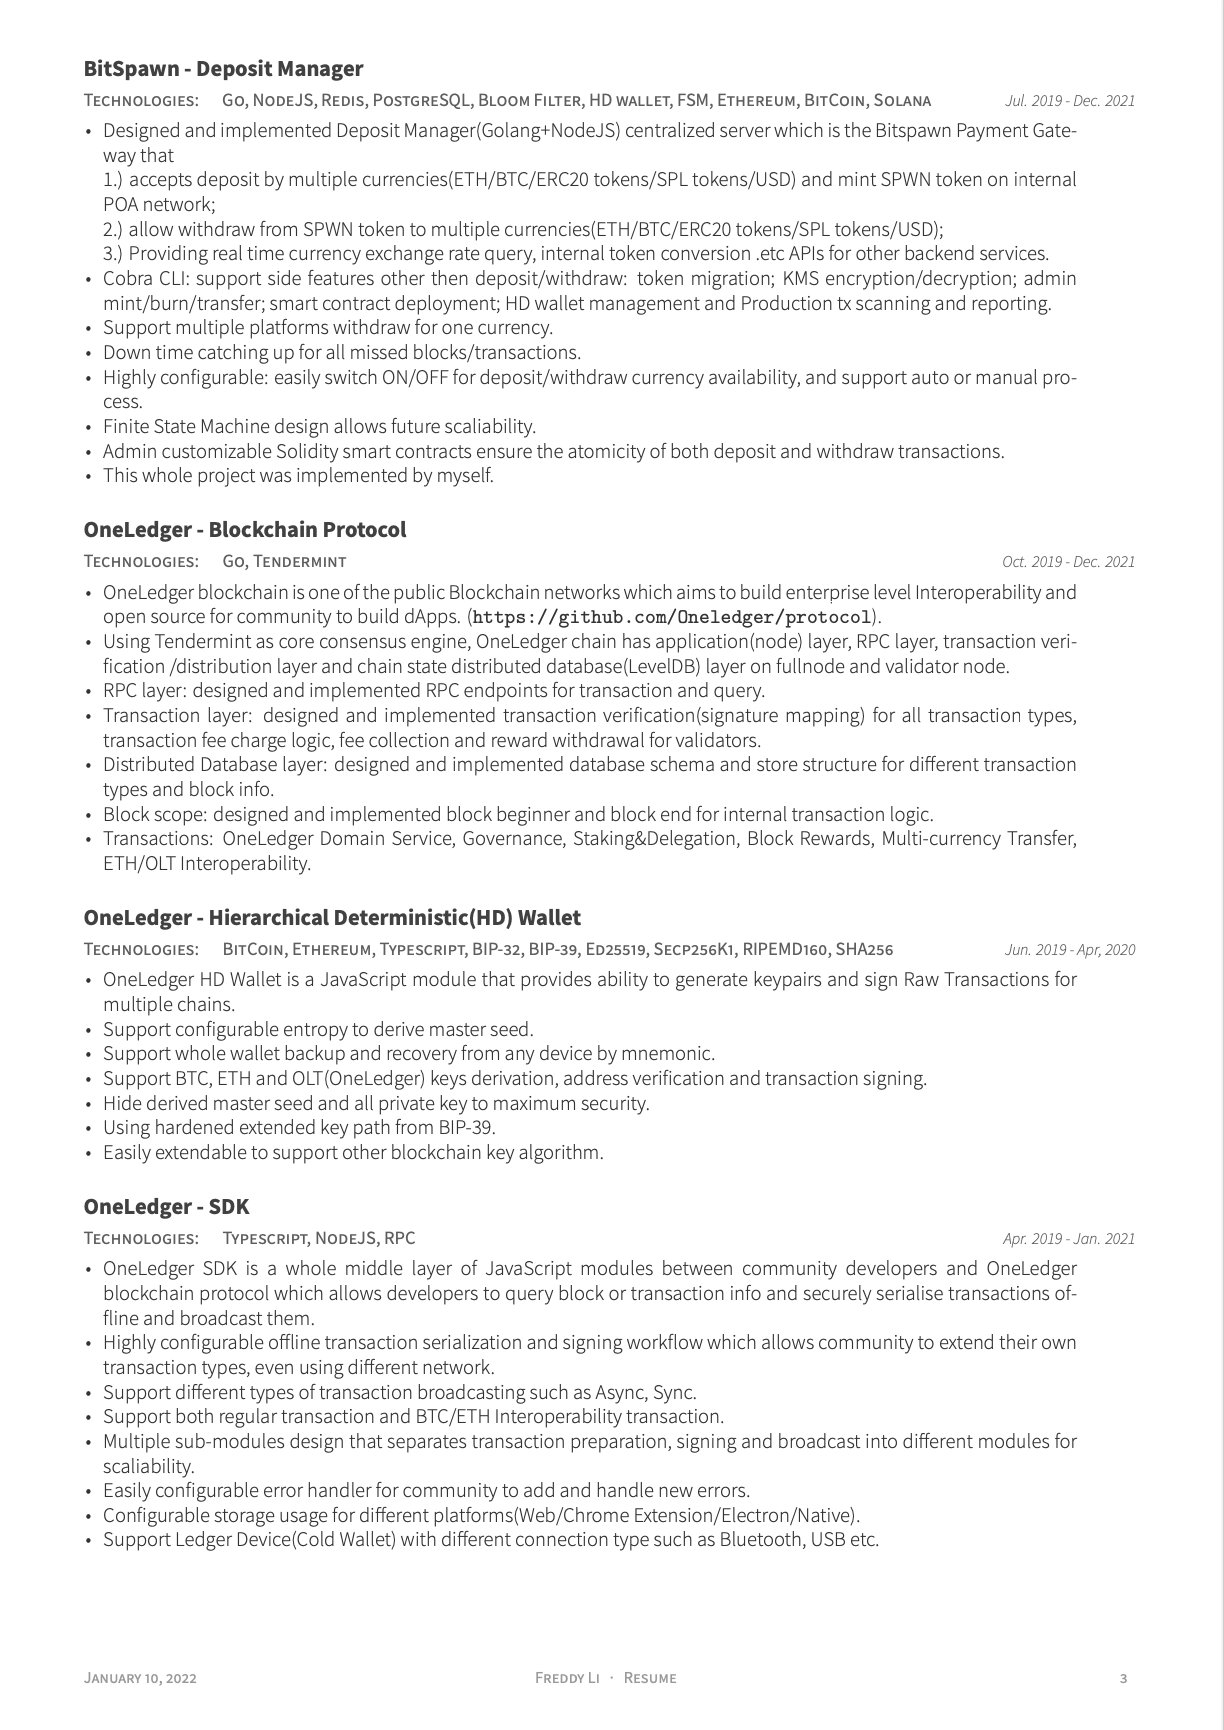 BitSpawn - Deposit Manager
Technologies: Go, NodeJS, Redis, PostgreSQL, Bloom Filter, HD wallet, FSM, Ethereum, BitCoin, Solana Jul. 2019 - Dec. 2021
• Designed and implemented Deposit Manager(Golang+NodeJS) centralized server which is the Bitspawn Payment Gate-
way that
1.) accepts deposit by multiple currencies(ETH/BTC/ERC20 tokens/SPL tokens/USD) and mint SPWN token on internal
POA network;
2.) allow withdraw from SPWN token to multiple currencies(ETH/BTC/ERC20 tokens/SPL tokens/USD);
3.) Providing real time currency exchange rate query, internal token conversion .etc APIs for other backend services.
• Cobra CLI: support side features other then deposit/withdraw: token migration; KMS encryption/decryption; admin
mint/burn/transfer; smart contract deployment; HD wallet management and Production tx scanning and reporting.
• Support multiple platforms withdraw for one currency.
• Down time catching up for all missed blocks/transactions.
• Highly configurable: easily switch ON/OFF for deposit/withdraw currency availability, and support auto or manual pro-
cess.
• Finite State Machine design allows future scaliability.
• Admin customizable Solidity smart contracts ensure the atomicity of both deposit and withdraw transactions.
• This whole project was implemented by myself.
OneLedger - Blockchain Protocol
Technologies: Go, Tendermint Oct. 2019 - Dec. 2021
• OneLedger blockchain is one of the public Blockchain networks which aims to build enterprise level Interoperability and
open source for community to build dApps. (https://github.com/Oneledger/protocol).
• Using Tendermint as core consensus engine, OneLedger chain has application(node) layer, RPC layer, transaction veri-
fication /distribution layer and chain state distributed database(LevelDB) layer on fullnode and validator node.
• RPC layer: designed and implemented RPC endpoints for transaction and query.
• Transaction layer: designed and implemented transaction verification(signature mapping) for all transaction types,
transaction fee charge logic, fee collection and reward withdrawal for validators.
• Distributed Database layer: designed and implemented database schema and store structure for different transaction
types and block info.
• Block scope: designed and implemented block beginner and block end for internal transaction logic.
• Transactions: OneLedger Domain Service, Governance, Staking&Delegation, Block Rewards, Multi-currency Transfer,
ETH/OLT Interoperability.
OneLedger - Hierarchical Deterministic(HD) Wallet
Technologies: BitCoin, Ethereum, Typescript, BIP-32, BIP-39, Ed25519, Secp256K1, RIPEMD160, SHA256 Jun. 2019 - Apr, 2020
• OneLedger HD Wallet is a JavaScript module that provides ability to generate keypairs and sign Raw Transactions for
multiple chains.
• Support configurable entropy to derive master seed.
• Support whole wallet backup and recovery from any device by mnemonic.
• Support BTC, ETH and OLT(OneLedger) keys derivation, address verification and transaction signing.
• Hide derived master seed and all private key to maximum security.
• Using hardened extended key path from BIP-39.
• Easily extendable to support other blockchain key algorithm.
OneLedger - SDK
Technologies: Typescript, NodeJS, RPC Apr. 2019 - Jan. 2021
• OneLedger SDK is a whole middle layer of JavaScript modules between community developers and OneLedger
blockchain protocol which allows developers to query block or transaction info and securely serialise transactions of-
fline and broadcast them.
• Highly configurable offline transaction serialization and signing workflow which allows community to extend their own
transaction types, even using different network.
• Support different types of transaction broadcasting such as Async, Sync.
• Support both regular transaction and BTC/ETH Interoperability transaction.
• Multiple sub-modules design that separates transaction preparation, signing and broadcast into different modules for
scaliability.
• Easily configurable error handler for community to add and handle new errors.
• Configurable storage usage for different platforms(Web/Chrome Extension/Electron/Native).
• Support Ledger Device(Cold Wallet) with different connection type such as Bluetooth, USB etc.
January 10, 2022 Freddy Li · Resume 3